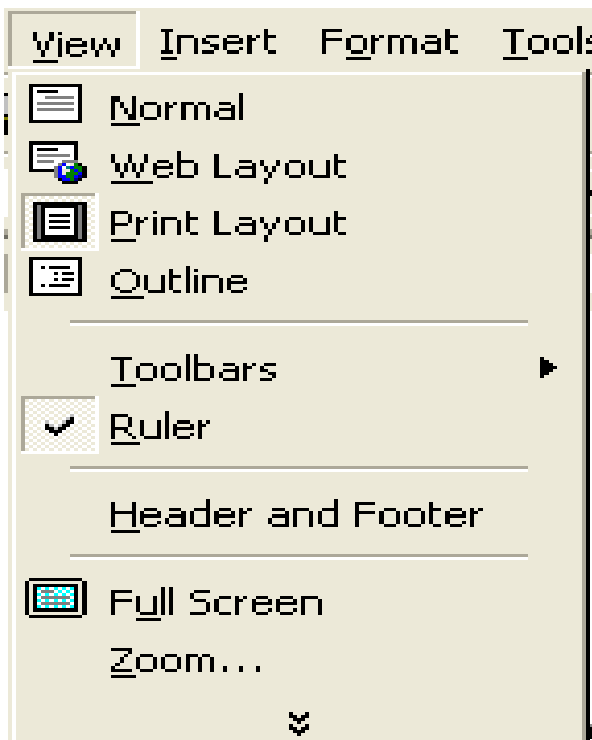 View Insert Format Tools
Normal
Web Layout
Print Layout
Outline
Toolbars
Ruler
Header and Footer
Full Screen
Zoom...